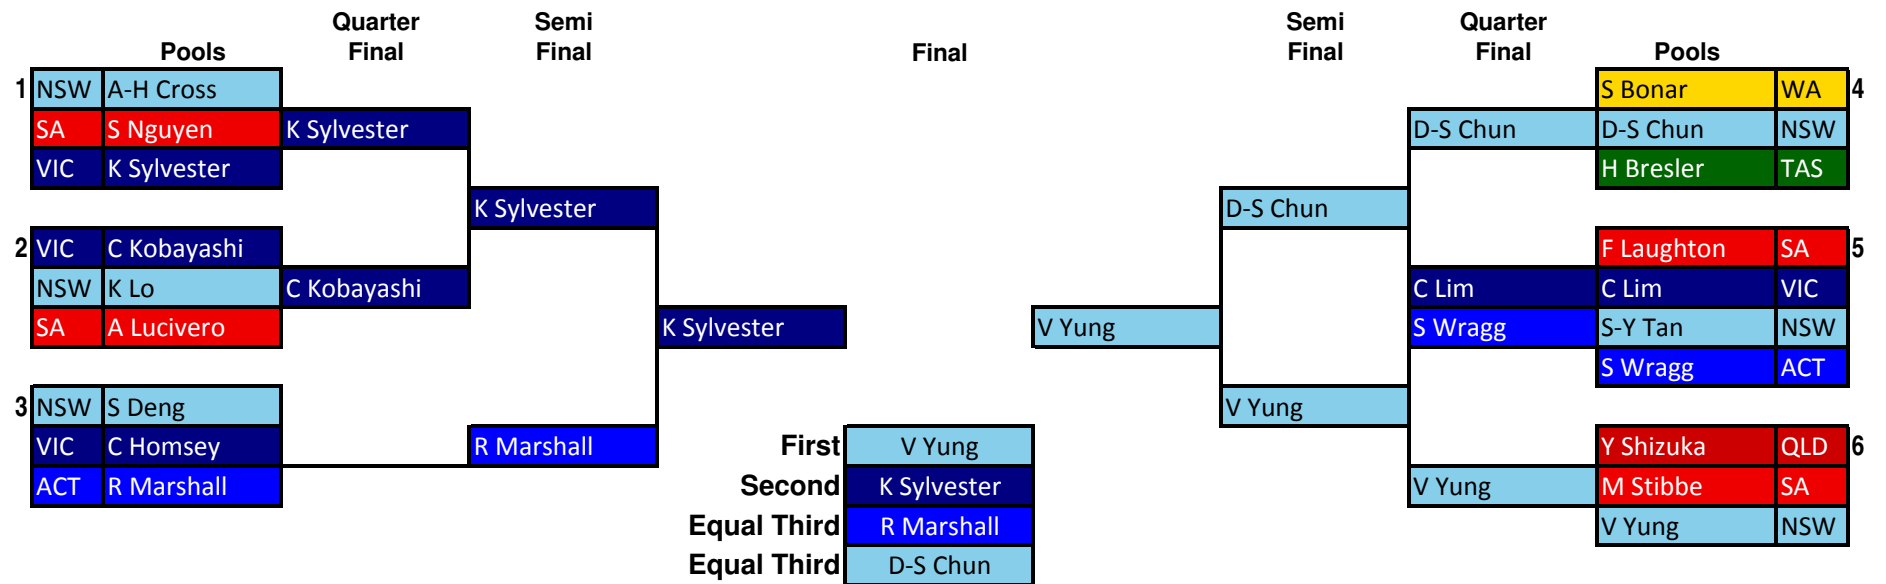 Quarter Semi Semi Quarter
Pools Final Final Final Final Final Pools
1 NSW A-H Cross S Bonar WA 4
SA S Nguyen K Sylvester D-S Chun D-S Chun NSW
VIC K Sylvester H Bresler TAS
K Sylvester D-S Chun
2 VIC C Kobayashi F Laughton SA 5
NSW K Lo C Kobayashi C Lim C Lim VIC
SA A Lucivero K Sylvester V Yung S Wragg S-Y Tan NSW
S Wragg ACT
3 NSW S Deng V Yung
VIC C Homsey R Marshall First V Yung Y Shizuka QLD 6
ACT R Marshall Second K Sylvester V Yung M Stibbe SA
Equal Third R Marshall V Yung NSW
Equal Third D-S Chun